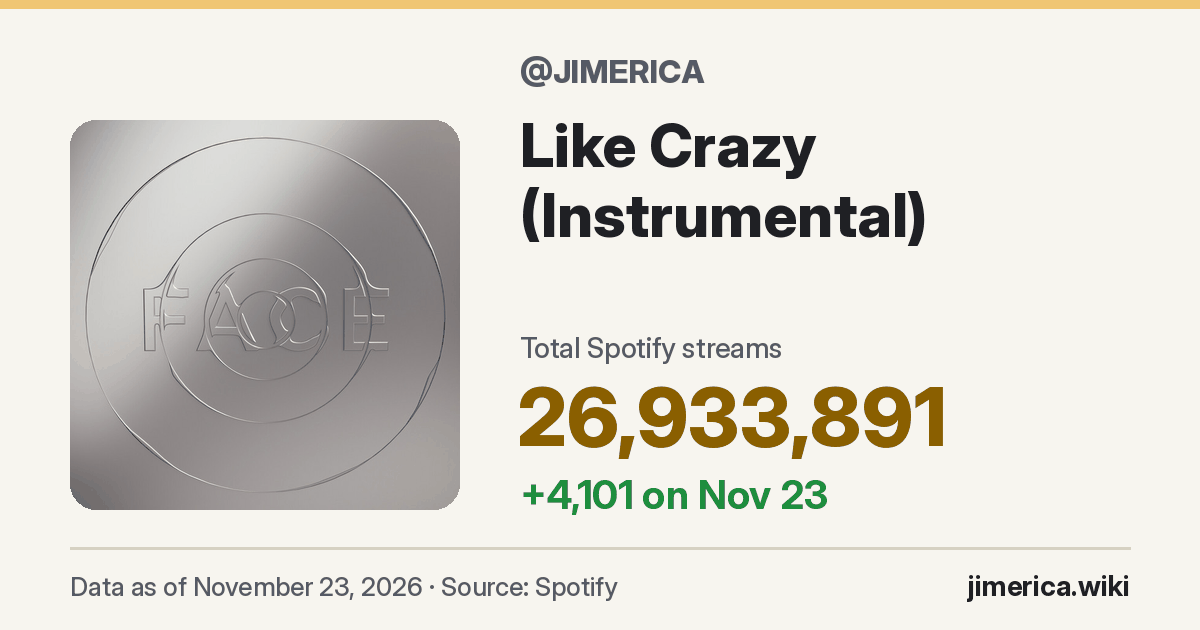 @JIMERICA
Like Crazy
(Instrumental)
FACE
Total Spotify streams
26,933,891
+4,101 on Nov 23
Data as of November 23, 2026 · Source: Spotify
jimerica.wiki